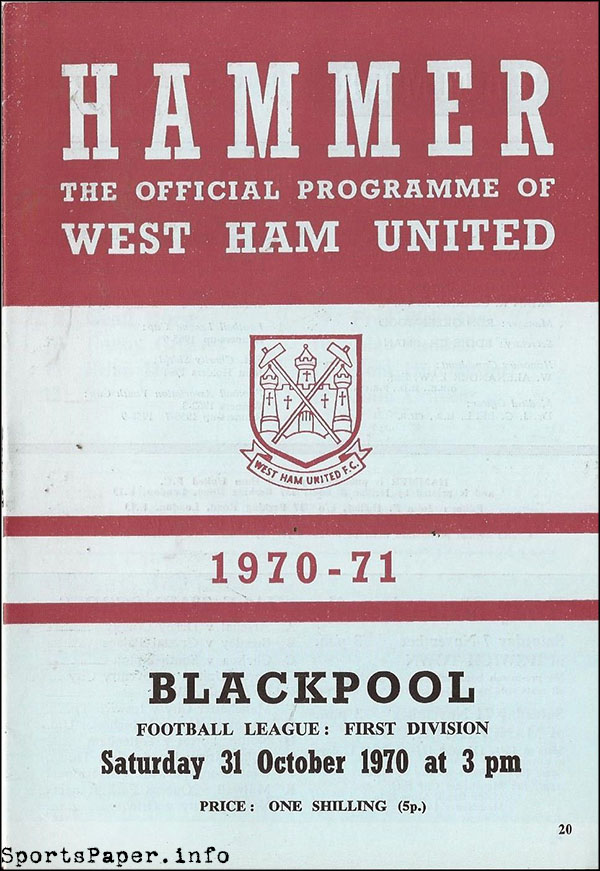 HAMMER
THE OFFICIAL PROGRAMME OF
WEST HAM UNITED
WEST HAM UNITED F.C.
1970-71
BLACKPOOL
FOOTBALL LEAGUE: FIRST DIVISION
Saturday 31 October 1970 at 3 pm
PRICE: ONE SHILLING (5p.)
20
SportsPaper.info